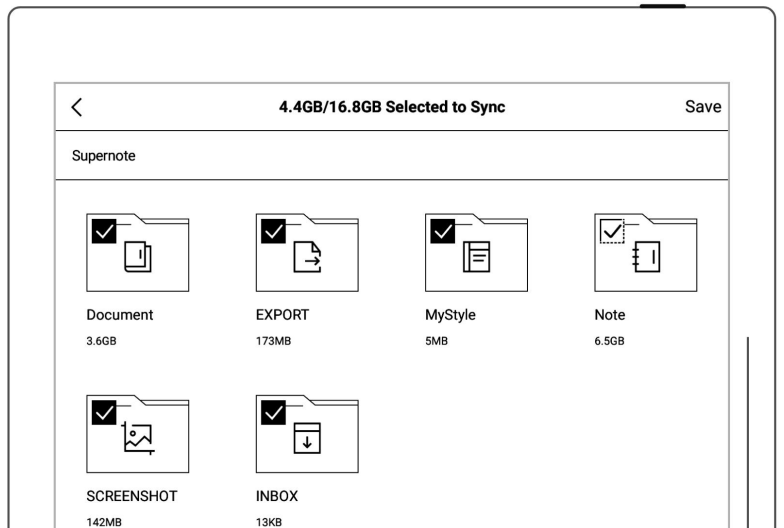 4.4GB/16.8GB Selected to Sync Save
Supernote
Document EXPORT MyStyle Note
3.6GB 173MB 5MB 6.5GB
SCREENSHOT INBOX
142MB 13KB